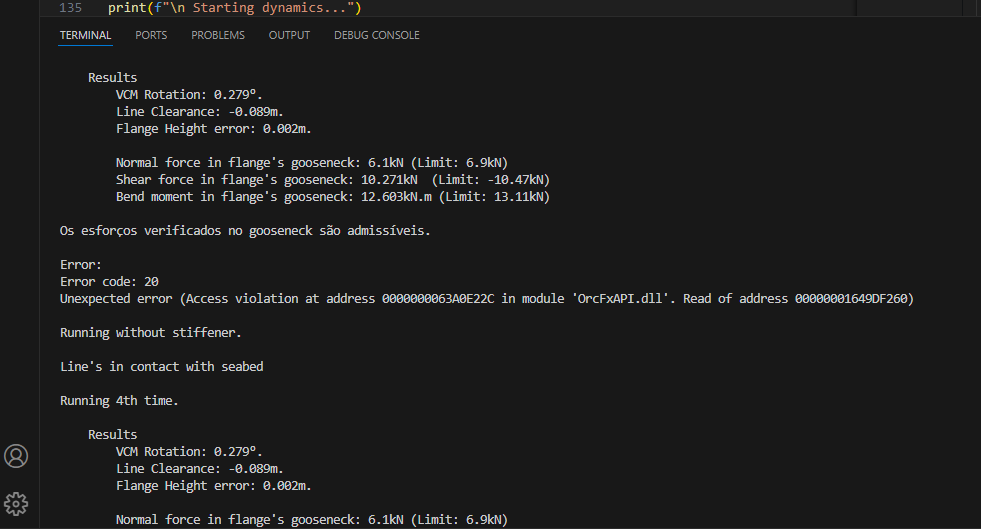 135 print(f"\n Starting dynamics...")
TERMINAL PORTS PROBLEMS OUTPUT DEBUG CONSOLE
Results
VCM Rotation: 0.279º.
Line Clearance: -0.089m.
Flange Height error: 0.002m.
Normal force in flange's gooseneck: 6.1kN (Limit: 6.9kN)
Shear force in flange's gooseneck: 10.271kN (Limit: -10.47kN)
Bend moment in flange's gooseneck: 12.603kN.m (Limit: 13.11kN)
Os esforços verificados no gooseneck são admissíveis.
Error:
Error code: 20
Unexpected error (Access violation at address 0000000063A0E22C in module 'OrcFxAPI.dll'. Read of address 00000001649DF260)
Running without stiffener.
Line's in contact with seabed
Running 4th time.
Results
VCM Rotation: 0.279º.
Line Clearance: -0.089m.
Flange Height error: 0.002m.
Normal force in flange's gooseneck: 6.1kN (Limit: 6.9kN)